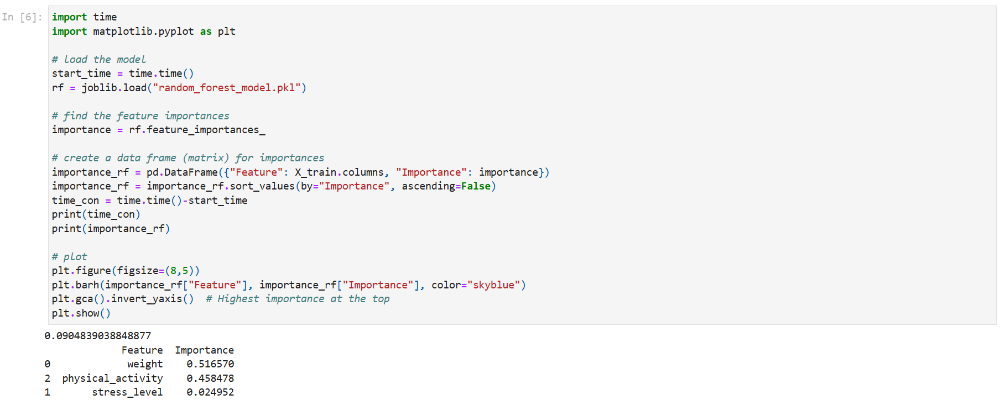 In [6]:
import time
import matplotlib.pyplot as plt
# load the model
start_time = time.time()
rf = joblib.load("random_forest_model.pkl")
# find the feature importances
importance = rf.feature_importances_
# create a data frame (matrix) for importances
importance_rf = pd.DataFrame({"Feature": X_train.columns, "Importance": importance})
importance_rf = importance_rf.sort_values(by="Importance", ascending=False)
time_con = time.time()-start_time
print(time_con)
print(importance_rf)
# plot
plt.figure(figsize=(8,5))
plt.barh(importance_rf["Feature"], importance_rf["Importance"], color="skyblue")
plt.gca().invert_yaxis()  # Highest importance at the top
plt.show()
0.0904839038848877
Feature  Importance
0  weight  0.516570
2  physical_activity  0.458478
1  stress_level  0.024952